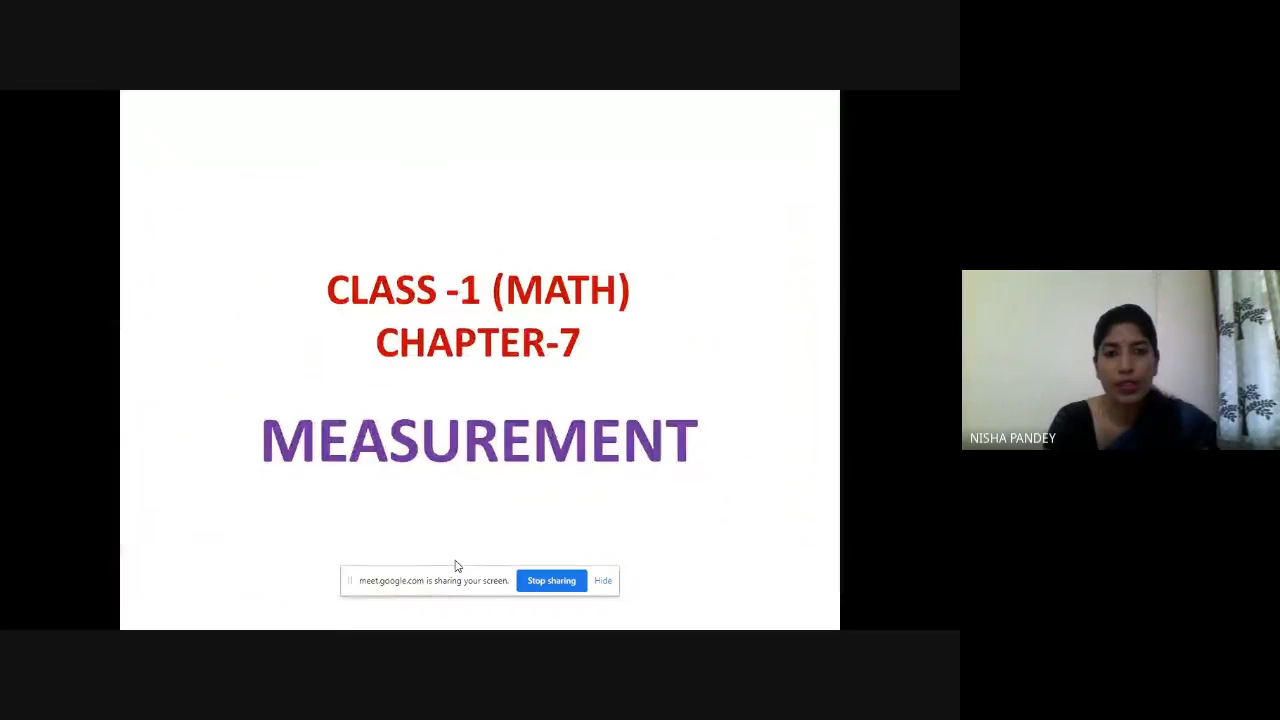 CLASS -1 (MATH)
CHAPTER-7
MEASUREMENT
meet.google.com is sharing your screen. Stop sharing Hide
NISHA PANDEY